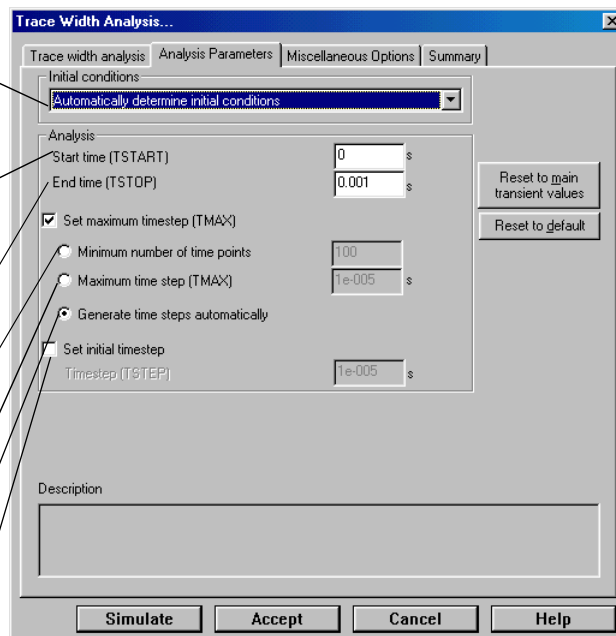 Trace Width Analysis...
Trace width analysis Analysis Parameters Miscellaneous Options Summary
Initial conditions
Automatically determine initial conditions
Analysis
Start time (TSTART) 0 s
End time (TSTOP) 0.001 s
Reset to main
transient values
Set maximum timestep (TMAX)
Reset to default
Minimum number of time points 100
Maximum time step (TMAX) 1e-005 s
Generate time steps automatically
Set initial timestep
Timestep (TSTEP) 1e-005 s
Description
Simulate Accept Cancel Help